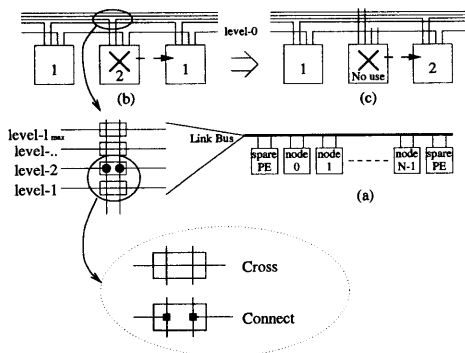 level-0
1
2
1
1
No use
2
(b)
(c)
level-1max
level-..
level-2
level-1
Link Bus
spare PE
node 0
node 1
node N-1
spare PE
(a)
Cross
Connect